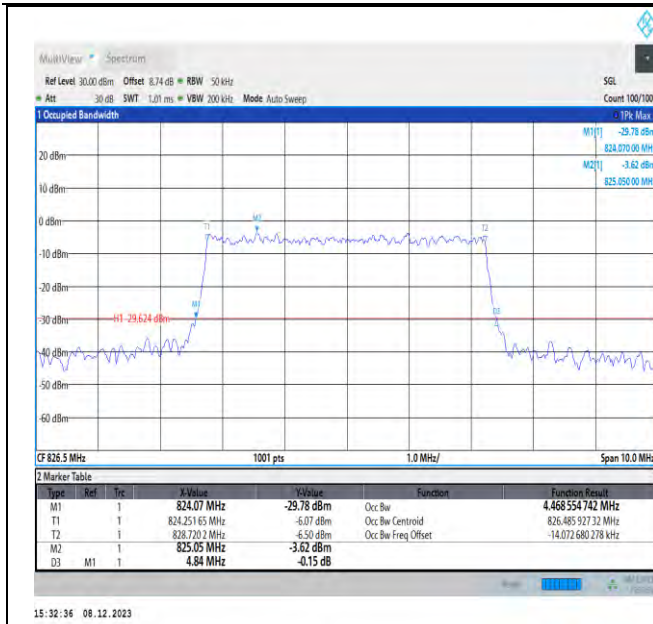 MultiView Spectrum
Ref Level 30.00 dBm Offset 8.74 dB RBW 50 kHz SGL
Att 30 dB SWT 1.01 ms VBW 200 kHz Mode Auto Sweep Count 100/100
1 Occupied Bandwidth 1Pk Max
M1[1] -29.78 dBm
824.070 00 MH
M2[1] -3.62 dBm
825.050 00 MH
20 dBm
10 dBm
0 dBm
M2
T1 T2
-10 dBm
-20 dBm
M1 D3
-30 dBm H1 -29.624 dBm
-40 dBm
-50 dBm
-60 dBm
CF 826.5 MHz 1001 pts 1.0 MHz/ Span 10.0 MHz
2 Marker Table
Type Ref Trc X-Value Y-Value Function Function Result
M1 1 824.07 MHz -29.78 dBm Occ Bw 4.468 554 742 MHz
T1 1 824.251 65 MHz -6.07 dBm Occ Bw Centroid 826.485 927 32 MHz
T2 1 828.720 2 MHz -6.50 dBm Occ Bw Freq Offset -14.072 680 278 kHz
M2 1 825.05 MHz -3.62 dBm
D3 M1 1 4.84 MHz -0.15 dB
15:32:36 08.12.2023